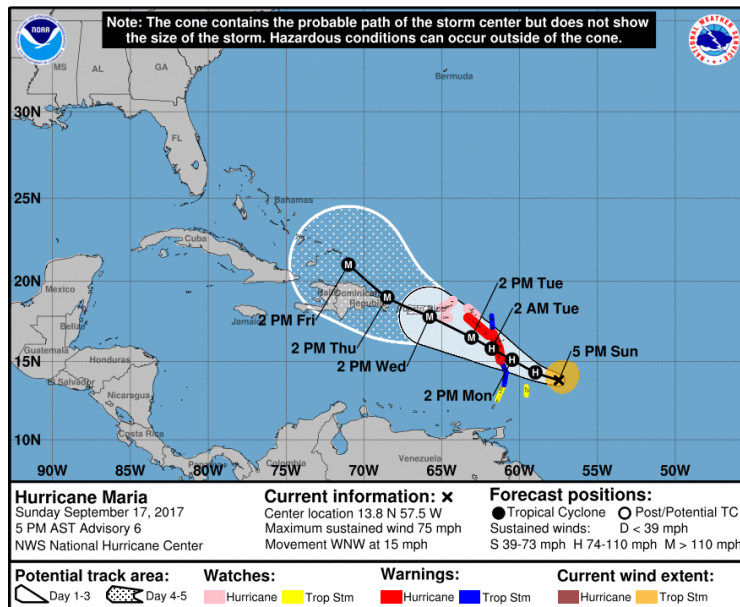 Note: The cone contains the probable path of the storm center but does not show
the size of the storm. Hazardous conditions can occur outside of the cone.
NOAA
NATIONAL WEATHER SERVICE
MS
AL
GA
Bermuda
30N
FL
25N
Bahamas
Cuba
2 PM Tue
20N
Mexico
Dominican
Republic
2 AM Tue
Jamaica
2 PM Fri
Belize
2 PM Thu
5 PM Sun
Guatemala
2 PM Wed
15N
Honduras
El Salvador
2 PM Mon
Nicaragua
Costa Rica
10N
Venezuela
Colombia
90W 85W 80W 75W 70W 65W 60W 55W 50W
M M M M M H H H
Hurricane Maria
Sunday September 17, 2017
5 PM AST Advisory 6
NWS National Hurricane Center
Current information: x
Center location 13.8 N 57.5 W
Maximum sustained wind 75 mph
Movement WNW at 15 mph
Forecast positions:
Tropical Cyclone Post/Potential TC
Sustained winds: D < 39 mph
S 39-73 mph H 74-110 mph M > 110 mph
Potential track area:
Day 1-3 Day 4-5
Watches:
Hurricane Trop Stm
Warnings:
Hurricane Trop Stm
Current wind extent:
Hurricane Trop Stm